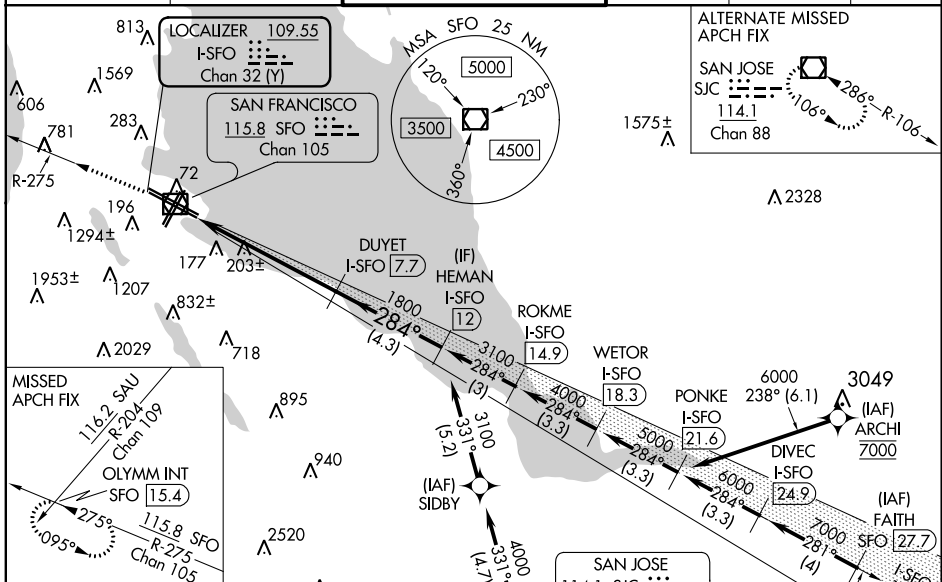 813
LOCALIZER 109.55
I-SFO
Chan 32 (Y)
MSA SFO 25 NM
120°
5000
230°
3500
4500
360°
ALTERNATE MISSED
APCH FIX
SAN JOSE
SJC
114.1
Chan 88
286°
R-106
106°
1569
606
SAN FRANCISCO
115.8 SFO
Chan 105
781
283
1575±
R-275
72
2328
196
1294±
177
203±
1953±
1207
832±
2029
718
DUYET
I-SFO 7.7
(IF)
HEMAN
I-SFO
12
1800
284°
(4.3)
ROKME
I-SFO
14.9
3100
284°
(3)
WETOR
I-SFO
18.3
4000
284°
(3.3)
PONKE
I-SFO
21.6
5000
284°
(3.3)
6000
238° (6.1)
3049
(IAF)
ARCHI
7000
DIVEC
I-SFO
24.9
6000
284°
(3.3)
(IAF)
FAITH
SFO 27.7
7000
281°
(4)
I-SFO
MISSED
APCH FIX
116.2 SAU
R-204
Chan 109
OLYMM INT
SFO 15.4
275°
095°
115.8 SFO
R-275
Chan 105
895
940
2520
3100
331°
(5.2)
(IAF)
SIDBY
4000
331°
(4.7)
SAN JOSE
114.1 SJC